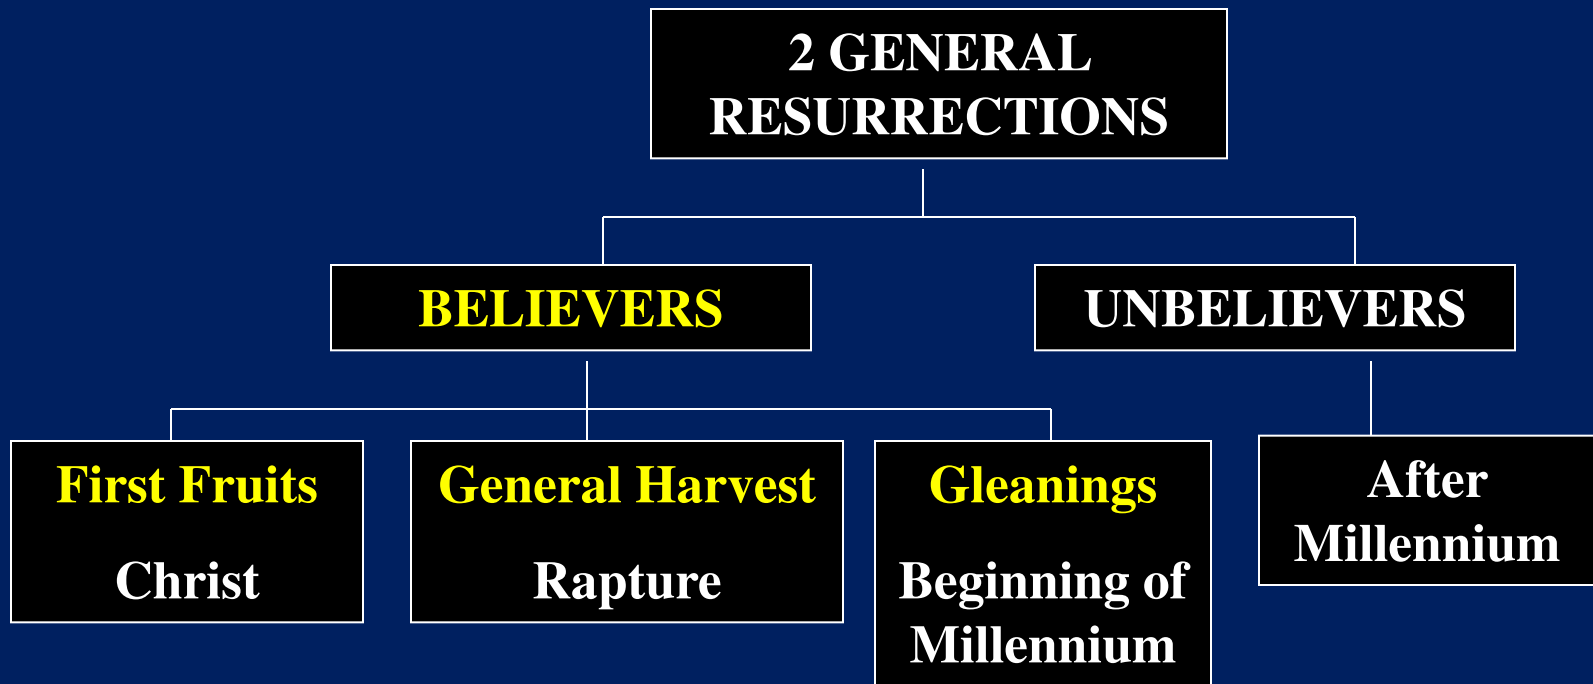 2 GENERAL
RESURRECTIONS
BELIEVERS
UNBELIEVERS
First Fruits
Christ
General Harvest
Rapture
Gleanings
Beginning of
Millennium
After
Millennium